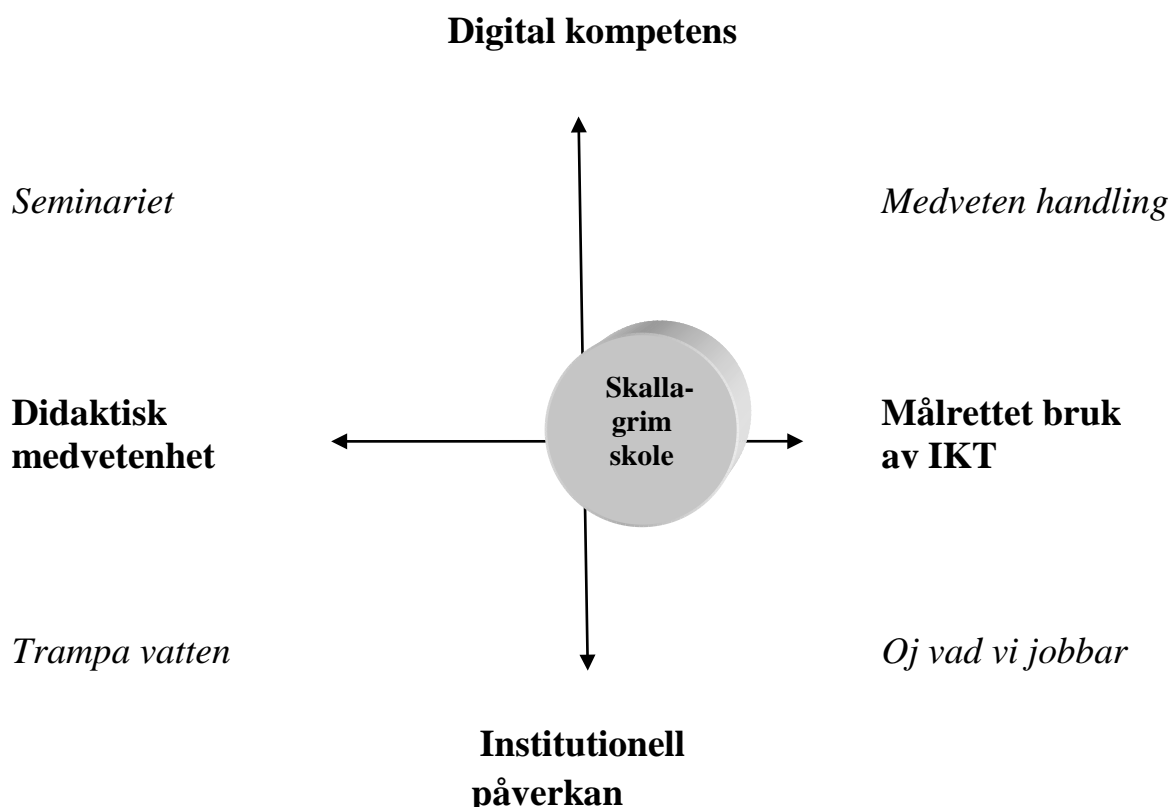 Digital kompetens
Seminariet
Medveten handling
Skalla-
grim
skole
Didaktisk
medvetenhet
Målrettet bruk
av IKT
Trampa vatten
Oj vad vi jobbar
Institutionell
påverkan